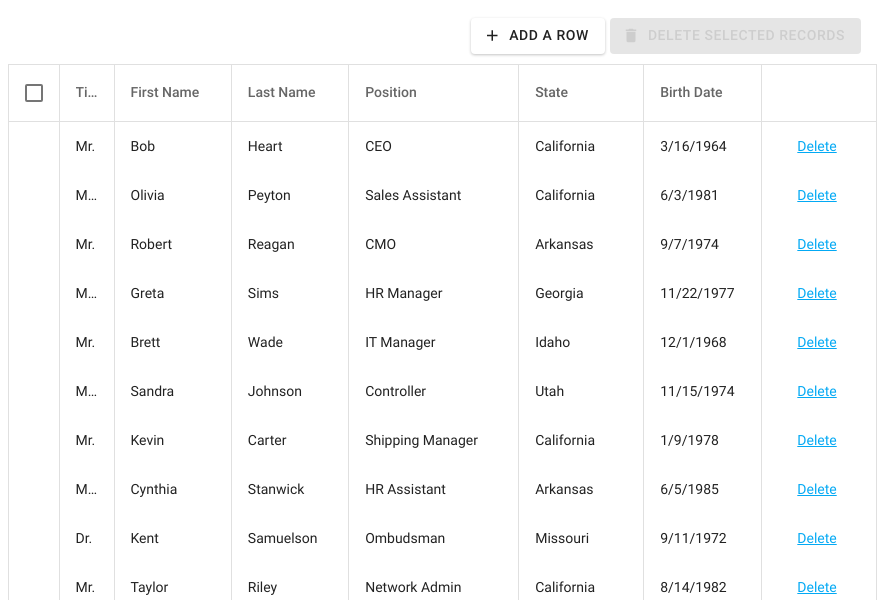 ADD A ROW DELETE SELECTED RECORDS
Ti... First Name Last Name Position State Birth Date
Mr. Bob Heart CEO California 3/16/1964 Delete
M... Olivia Peyton Sales Assistant California 6/3/1981 Delete
Mr. Robert Reagan CMO Arkansas 9/7/1974 Delete
M... Greta Sims HR Manager Georgia 11/22/1977 Delete
Mr. Brett Wade IT Manager Idaho 12/1/1968 Delete
M... Sandra Johnson Controller Utah 11/15/1974 Delete
Mr. Kevin Carter Shipping Manager California 1/9/1978 Delete
M... Cynthia Stanwick HR Assistant Arkansas 6/5/1985 Delete
Dr. Kent Samuelson Ombudsman Missouri 9/11/1972 Delete
Mr. Taylor Riley Network Admin California 8/14/1982 Delete